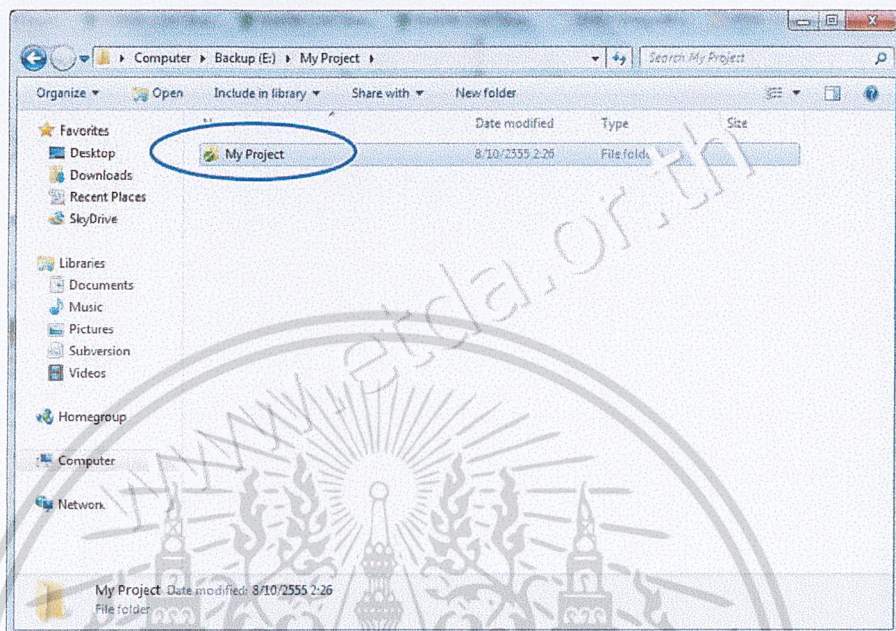 Computer ▸ Backup (E:) ▸ My Project ▸
Search My Project
Organize Open Include in library Share with New folder
Date modified Type Size
My Project 8/10/2555 2:26 File folder
Favorites
Desktop
Downloads
Recent Places
SkyDrive
Libraries
Documents
Music
Pictures
Subversion
Videos
Homegroup
Computer
Network
My Project Date modified: 8/10/2555 2:26
File folder
www.etda.or.th